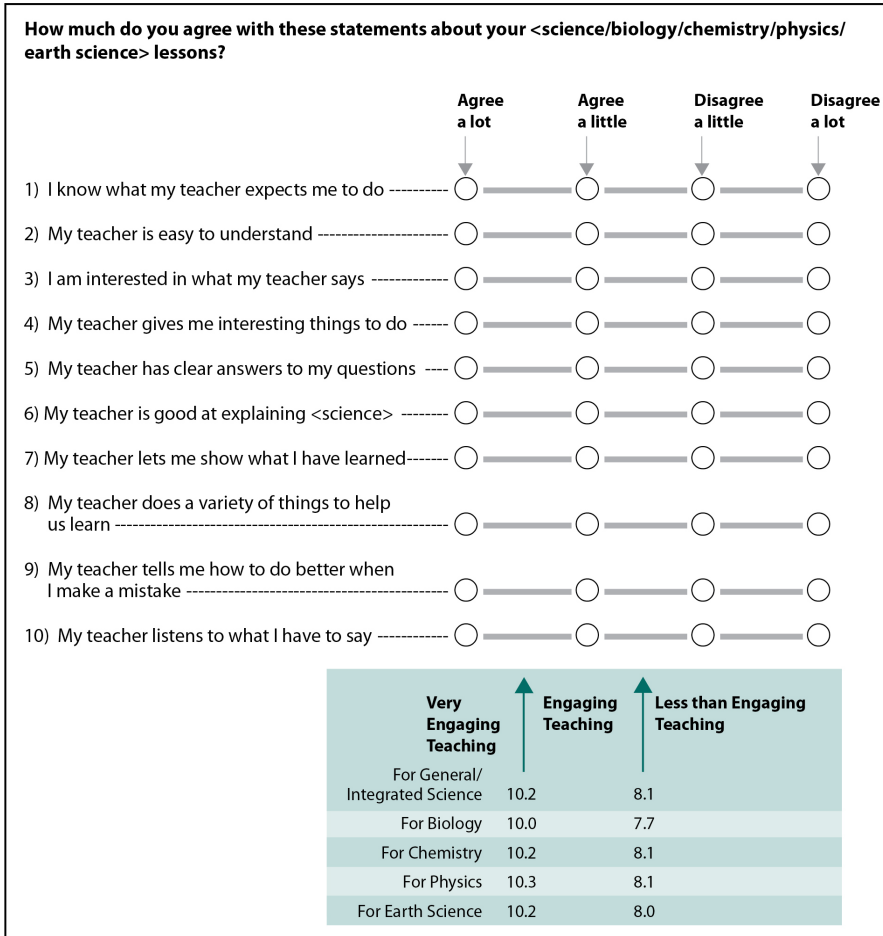 How much do you agree with these statements about your <science/biology/chemistry/physics/
earth science> lessons?
Agree a lot
Agree a little
Disagree a little
Disagree a lot
1) I know what my teacher expects me to do ----------
2) My teacher is easy to understand ----------------------
3) I am interested in what my teacher says -------------
4) My teacher gives me interesting things to do ------
5) My teacher has clear answers to my questions ----
6) My teacher is good at explaining <science> --------
7) My teacher lets me show what I have learned-------
8) My teacher does a variety of things to help
us learn --------------------------------------------------------
9) My teacher tells me how to do better when
I make a mistake --------------------------------------------
10) My teacher listens to what I have to say ------------
Very
Engaging
Teaching
Engaging
Teaching
Less than Engaging
Teaching
For General/
Integrated Science 10.2 8.1
For Biology 10.0 7.7
For Chemistry 10.2 8.1
For Physics 10.3 8.1
For Earth Science 10.2 8.0